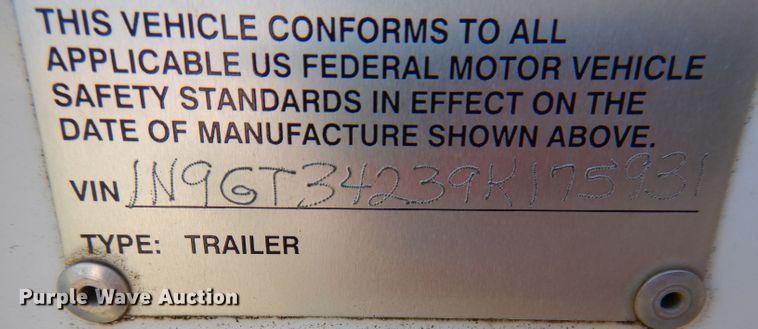 THIS VEHICLE CONFORMS TO ALL
APPLICABLE US FEDERAL MOTOR VEHICLE
SAFETY STANDARDS IN EFFECT ON THE
DATE OF MANUFACTURE SHOWN ABOVE.
VIN 1N9GT34239K175931
TYPE: TRAILER
Purple Wave Auction